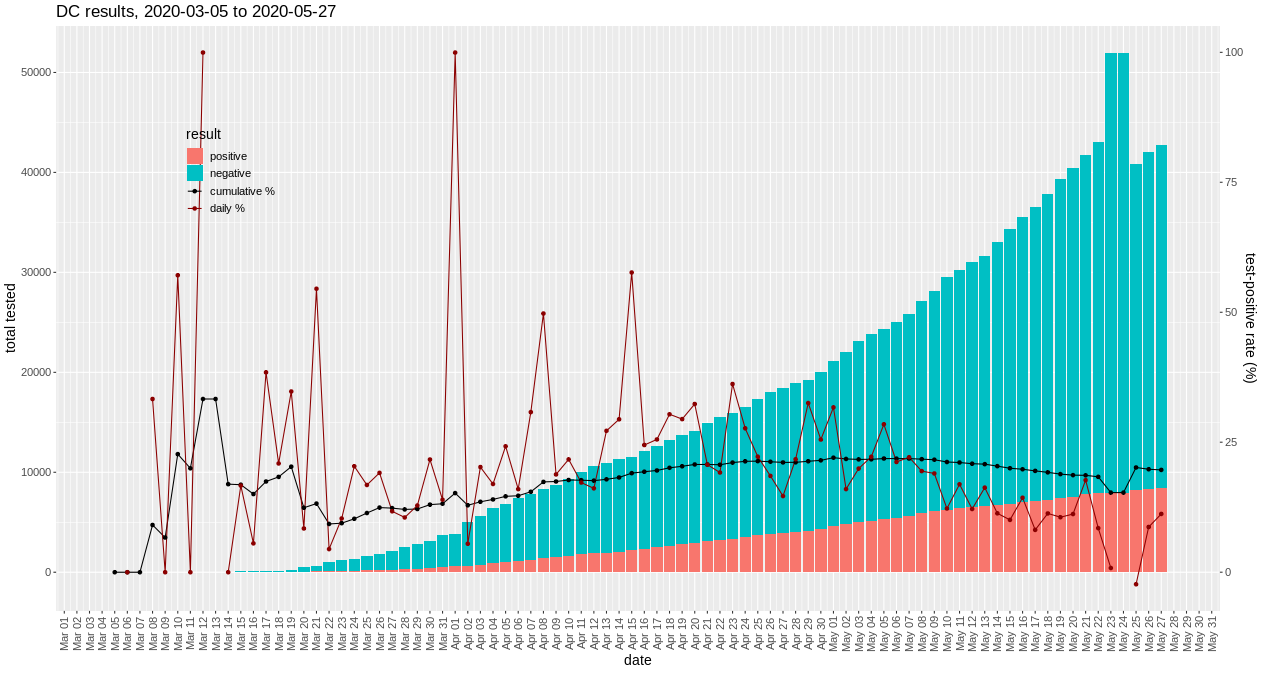 DC results, 2020-03-05 to 2020-05-27
total tested
50000
40000
30000
20000
10000
0
result
positive
negative
cumulative %
daily %
100
75
50
25
0
test-positive rate (%)
Mar 01
Mar 02
Mar 03
Mar 04
Mar 05
Mar 06
Mar 07
Mar 08
Mar 09
Mar 10
Mar 11
Mar 12
Mar 13
Mar 14
Mar 15
Mar 16
Mar 17
Mar 18
Mar 19
Mar 20
Mar 21
Mar 22
Mar 23
Mar 24
Mar 25
Mar 26
Mar 27
Mar 28
Mar 29
Mar 30
Mar 31
Apr 01
Apr 02
Apr 03
Apr 04
Apr 05
Apr 06
Apr 07
Apr 08
Apr 09
Apr 10
Apr 11
Apr 12
Apr 13
Apr 14
Apr 15
Apr 16
Apr 17
Apr 18
Apr 19
Apr 20
Apr 21
Apr 22
Apr 23
Apr 24
Apr 25
Apr 26
Apr 27
Apr 28
Apr 29
Apr 30
May 01
May 02
May 03
May 04
May 05
May 06
May 07
May 08
May 09
May 10
May 11
May 12
May 13
May 14
May 15
May 16
May 17
May 18
May 19
May 20
May 21
May 22
May 23
May 24
May 25
May 26
May 27
May 28
May 29
May 30
May 31
date